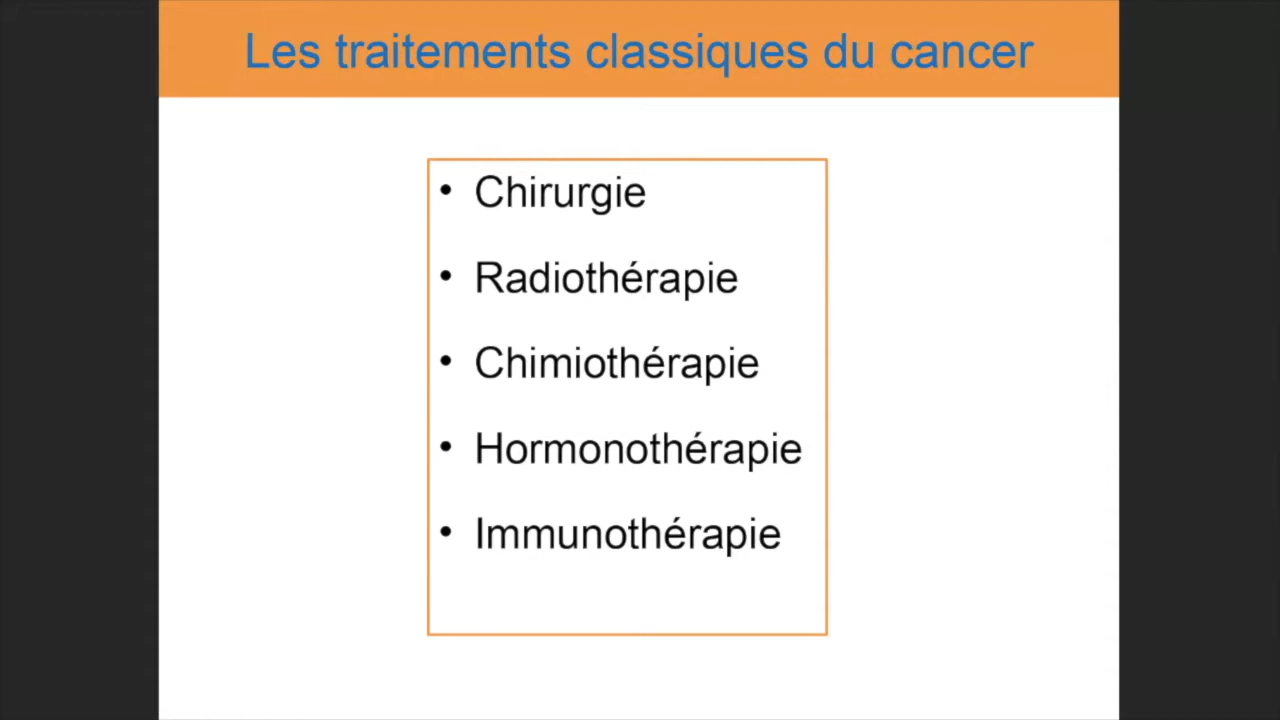 Les traitements classiques du cancer
• Chirurgie
• Radiothérapie
• Chimiothérapie
• Hormonothérapie
• Immunothérapie